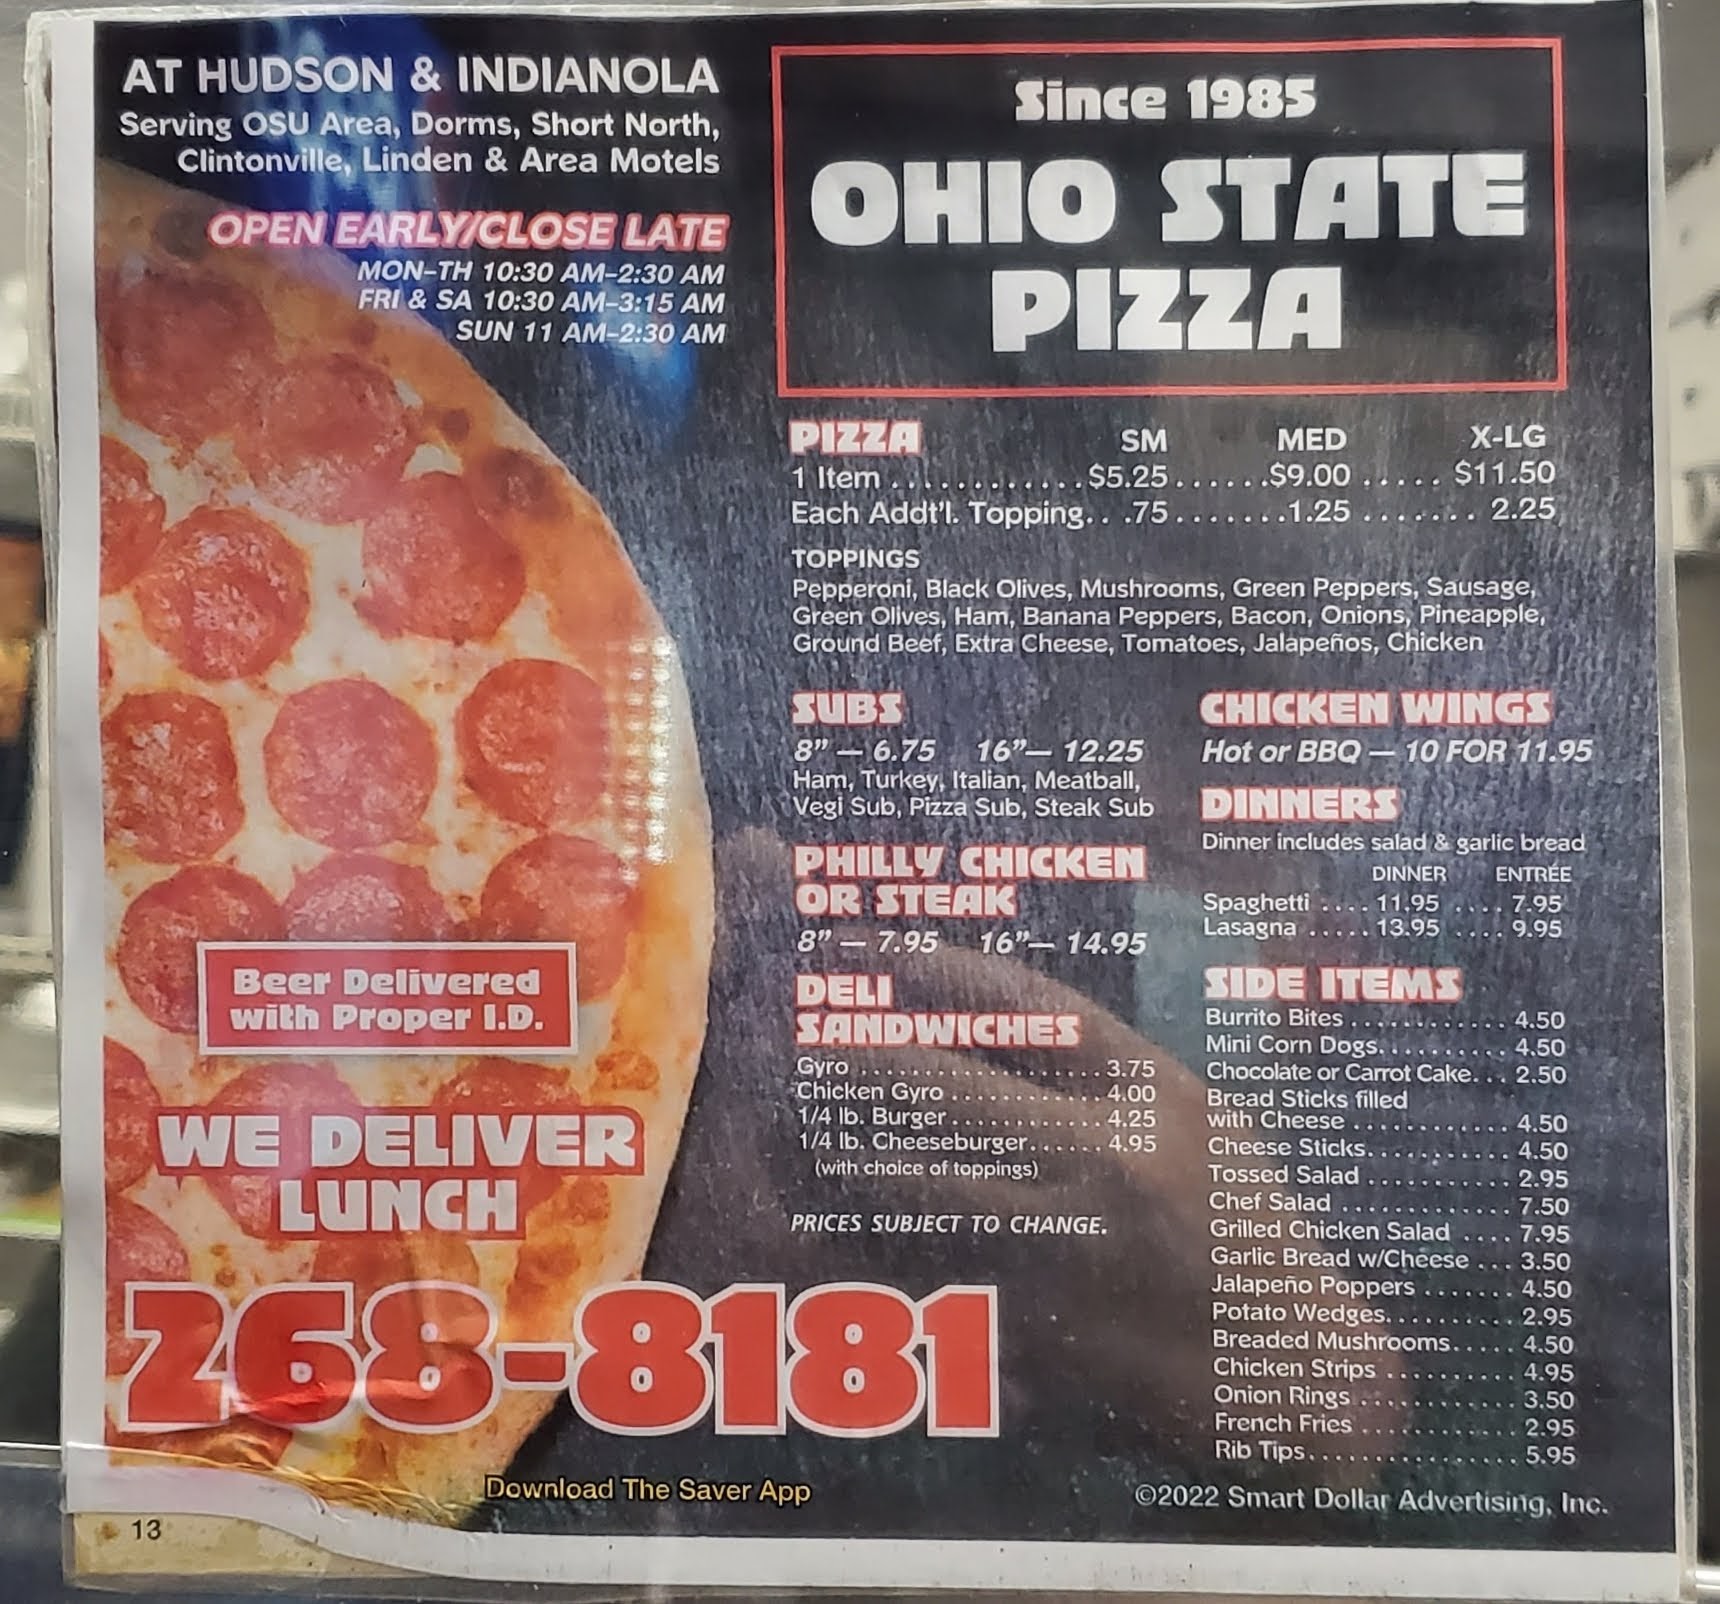 AT HUDSON & INDIANOLA
Serving OSU Area, Dorms, Short North,
Clintonville, Linden & Area Motels
OPEN EARLY/CLOSE LATE
MON-TH 10:30 AM-2:30 AM
FRI & SA 10:30 AM-3:15 AM
SUN 11 AM-2:30 AM
Since 1985
OHIO STATE
PIZZA
PIZZA SM MED X-LG
1 Item ............ $5.25 ...... $9.00 ..... $11.50
Each Addt'l. Topping. . .75 ....... 1.25 ....... 2.25
TOPPINGS
Pepperoni, Black Olives, Mushrooms, Green Peppers, Sausage,
Green Olives, Ham, Banana Peppers, Bacon, Onions, Pineapple,
Ground Beef, Extra Cheese, Tomatoes, Jalapeños, Chicken
SUBS
8” — 6.75 16”— 12.25
Ham, Turkey, Italian, Meatball,
Vegi Sub, Pizza Sub, Steak Sub
PHILLY CHICKEN
OR STEAK
8” — 7.95 16”— 14.95
DELI
SANDWICHES
Gyro .................... 3.75
Chicken Gyro ............ 4.00
1/4 lb. Burger ............ 4.25
1/4 lb. Cheeseburger...... 4.95
(with choice of toppings)
PRICES SUBJECT TO CHANGE.
CHICKEN WINGS
Hot or BBQ — 10 FOR 11.95
DINNERS
Dinner includes salad & garlic bread
DINNER ENTRÉE
Spaghetti .... 11.95 .... 7.95
Lasagna ..... 13.95 .... 9.95
SIDE ITEMS
Burrito Bites ............ 4.50
Mini Corn Dogs.......... 4.50
Chocolate or Carrot Cake... 2.50
Bread Sticks filled
with Cheese ............ 4.50
Cheese Sticks........... 4.50
Tossed Salad ........... 2.95
Chef Salad ............. 7.50
Grilled Chicken Salad .... 7.95
Garlic Bread w/Cheese ... 3.50
Jalapeño Poppers ....... 4.50
Potato Wedges.......... 2.95
Breaded Mushrooms..... 4.50
Chicken Strips .......... 4.95
Onion Rings ............ 3.50
French Fries ............ 2.95
Rib Tips................ 5.95
Beer Delivered
with Proper I.D.
WE DELIVER
LUNCH
268-8181
Download The Saver App
©2022 Smart Dollar Advertising, Inc.
13